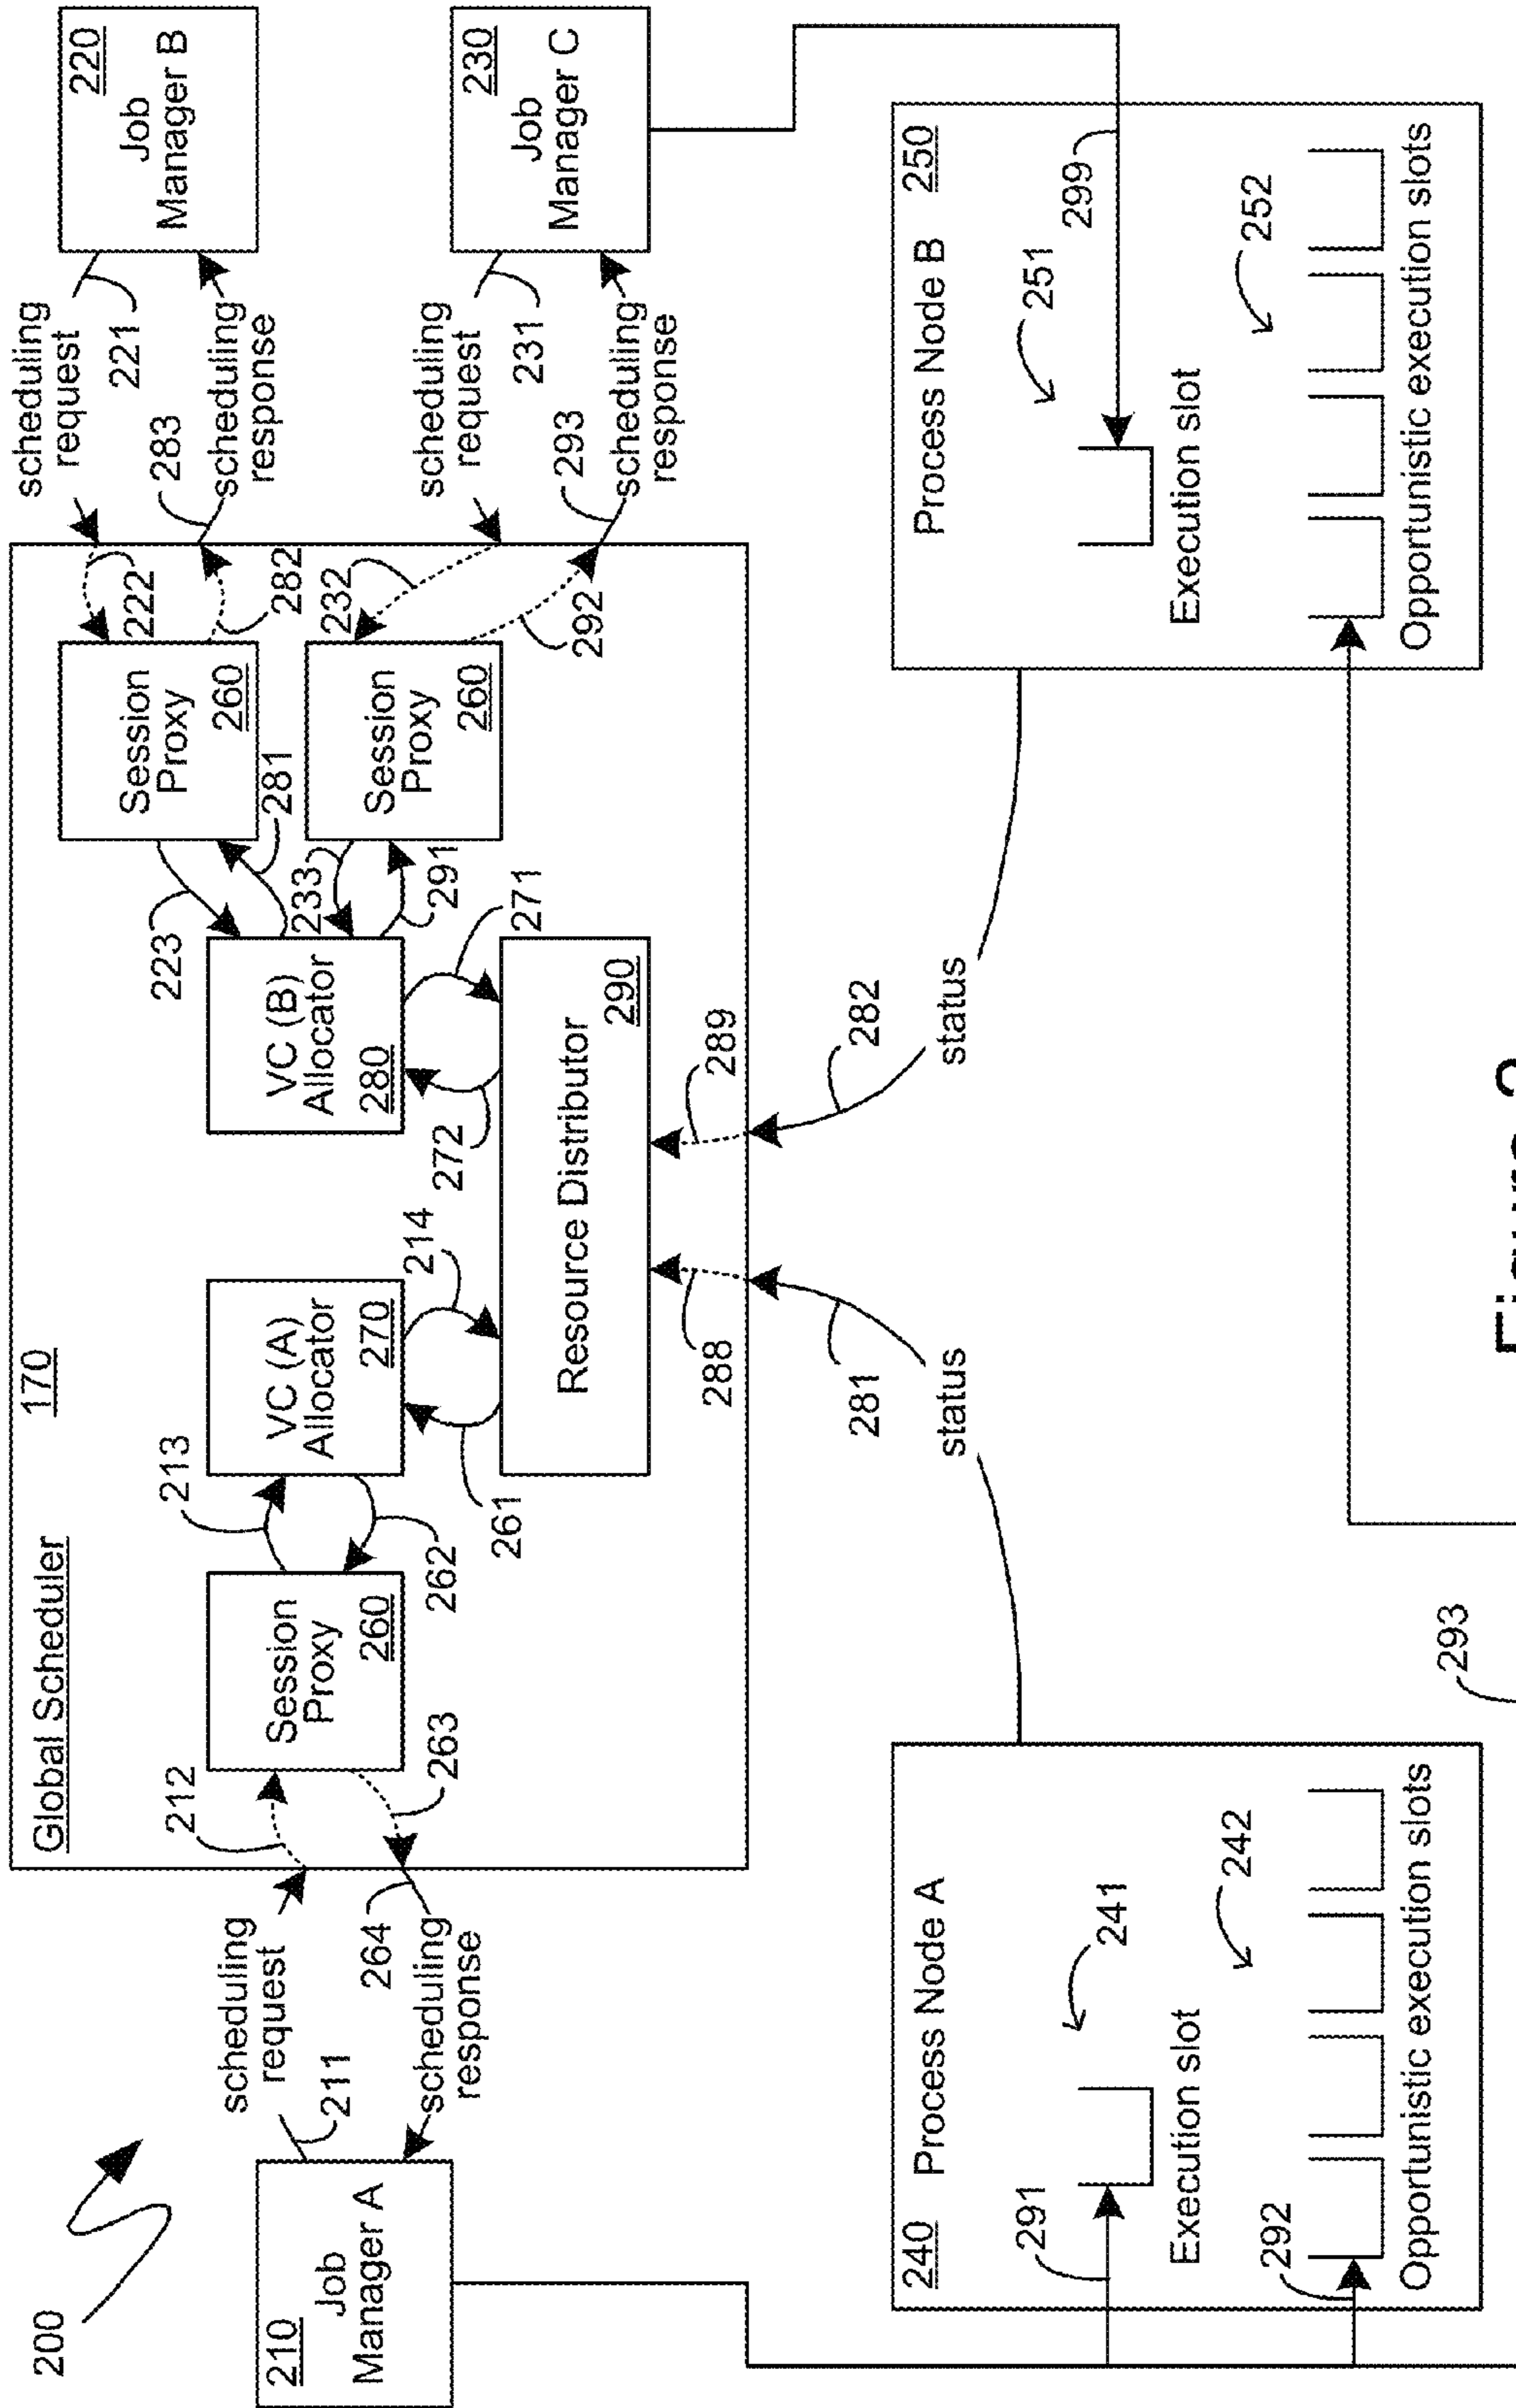 200
210
Job
Manager A
scheduling
request
211
264
scheduling
response
Global Scheduler
170
212
263
Session
Proxy
260
213
262
VC (A)
Allocator
270
261
214
VC (B)
Allocator
280
272
271
223
281
233
291
Session
Proxy
260
Session
Proxy
260
222
282
232
292
Resource Distributor
290
288
289
scheduling
request
221
283
scheduling
response
220
Job
Manager B
scheduling
request
231
293
scheduling
response
230
Job
Manager C
281
status
282
status
240
Process Node A
291
241
Execution slot
292
242
Opportunistic execution slots
293
Process Node B
250
251
299
Execution slot
252
Opportunistic execution slots